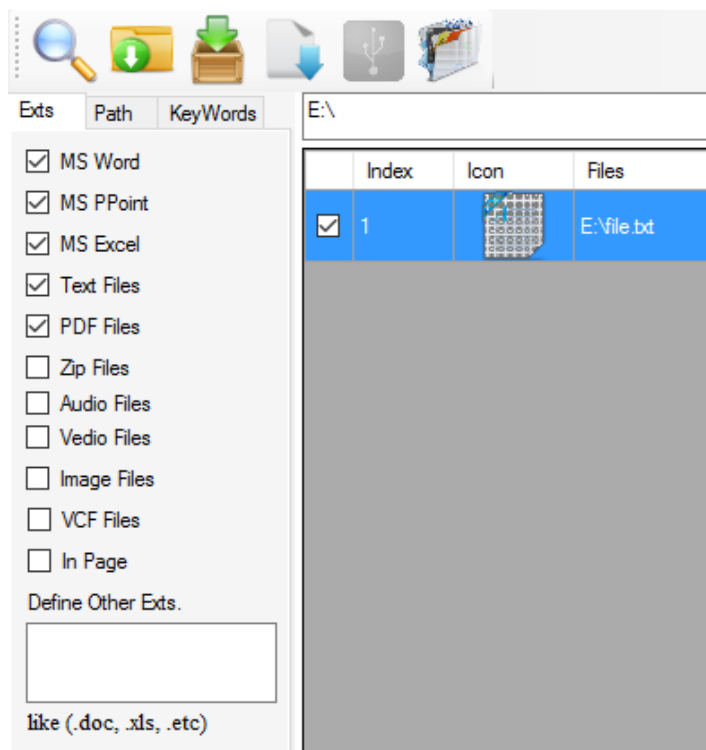 Exts Path KeyWords
E:\
MS Word
MS PPoint
MS Excel
Text Files
PDF Files
Zip Files
Audio Files
Vedio Files
Image Files
VCF Files
In Page
Define Other Exts.
like (.doc, .xls, .etc)
Index Icon Files
1 E:\file.txt